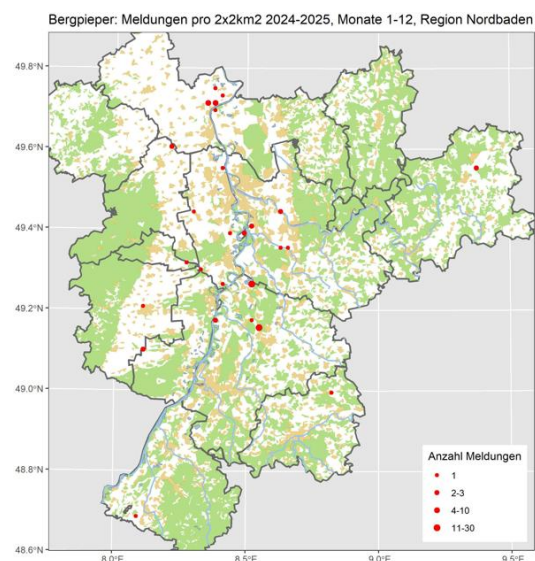 Bergpieper: Meldungen pro 2x2km2 2024-2025, Monate 1-12, Region Nordbaden
49.8°N
49.6°N
49.4°N
49.2°N
49.0°N
48.8°N
48.6°N
Anzahl Meldungen
1
2-3
4-10
11-30
8.0°E
8.5°E
9.0°E
9.5°E